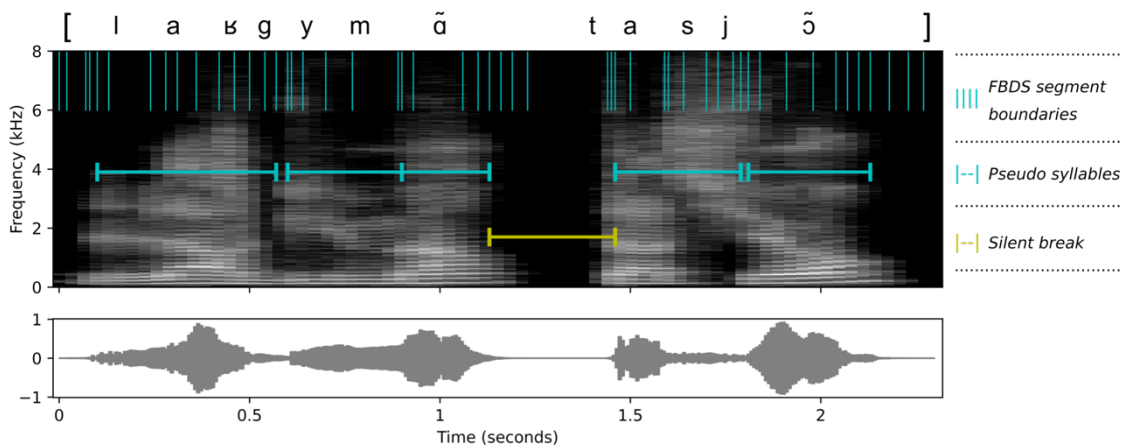 [ l a ʁ g y m ɑ̃ t a s j ɔ̃ ]
8
6
4
2
0
Frequency (kHz)
FBDS segment
boundaries
Pseudo syllables
Silent break
1
0
−1
0 0.5 1 1.5 2
Time (seconds)